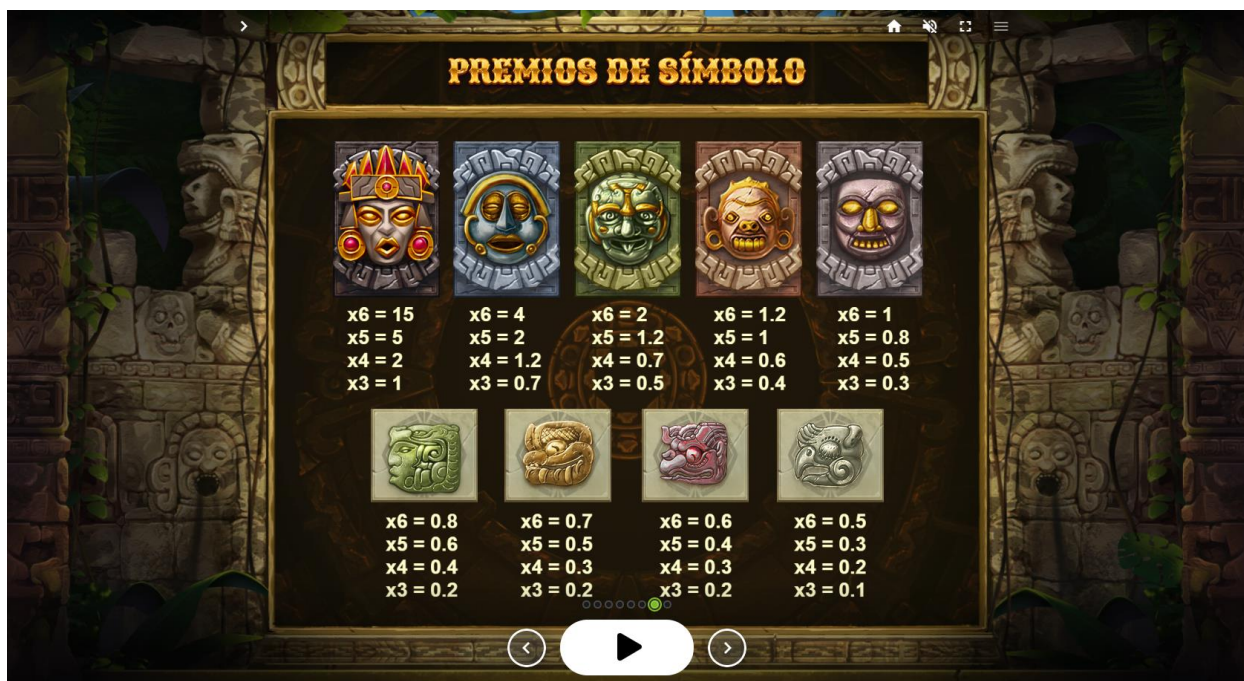 PREMIOS DE SÍMBOLO
x6 = 15
x5 = 5
x4 = 2
x3 = 1
x6 = 4
x5 = 2
x4 = 1.2
x3 = 0.7
x6 = 2
x5 = 1.2
x4 = 0.7
x3 = 0.5
x6 = 1.2
x5 = 1
x4 = 0.6
x3 = 0.4
x6 = 1
x5 = 0.8
x4 = 0.5
x3 = 0.3
x6 = 0.8
x5 = 0.6
x4 = 0.4
x3 = 0.2
x6 = 0.7
x5 = 0.5
x4 = 0.3
x3 = 0.2
x6 = 0.6
x5 = 0.4
x4 = 0.3
x3 = 0.2
x6 = 0.5
x5 = 0.3
x4 = 0.2
x3 = 0.1